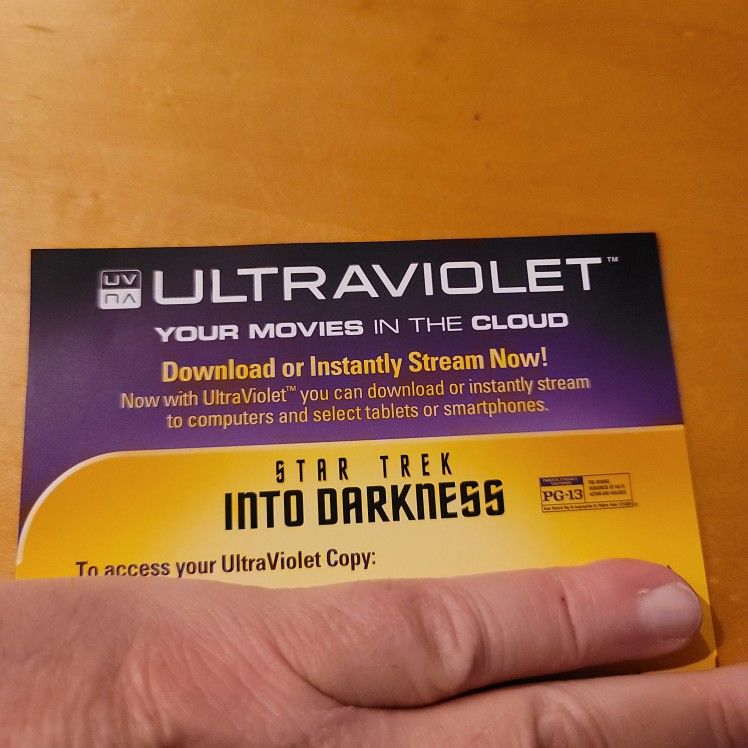 UV
ULTRAVIOLET™
YOUR MOVIES IN THE CLOUD
Download or Instantly Stream Now!
Now with UltraViolet™ you can download or instantly stream
to computers and select tablets or smartphones.
STAR TREK
INTO DARKNESS
PG-13
To access your UltraViolet Copy: